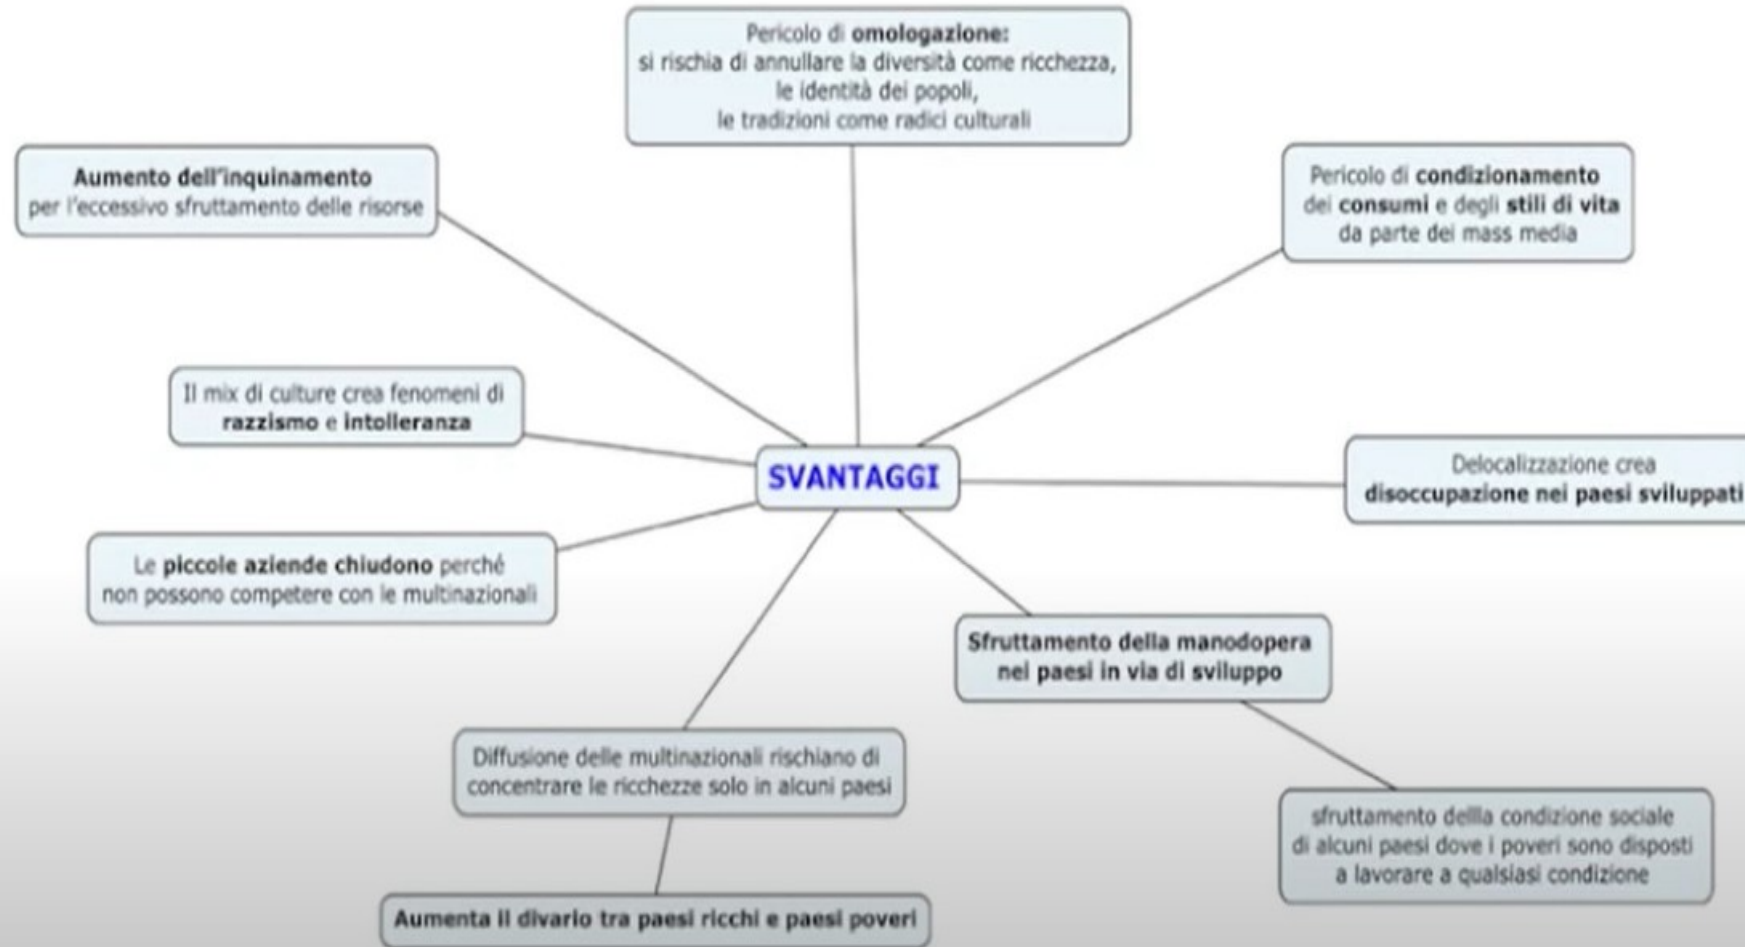 Pericolo di omologazione:
si rischia di annullare la diversità come ricchezza,
le identità dei popoli,
le tradizioni come radici culturali
Aumento dell'inquinamento
per l'eccessivo sfruttamento delle risorse
Pericolo di condizionamento
dei consumi e degli stili di vita
da parte dei mass media
Il mix di culture crea fenomeni di
razzismo e intolleranza
SVANTAGGI
Delocalizzazione crea
disoccupazione nei paesi sviluppati
Le piccole aziende chiudono perché
non possono competere con le multinazionali
Sfruttamento della manodopera
nei paesi in via di sviluppo
Diffusione delle multinazionali rischiano di
concentrare le ricchezze solo in alcuni paesi
sfruttamento dellla condizione sociale
di alcuni paesi dove i poveri sono disposti
a lavorare a qualsiasi condizione
Aumenta il divario tra paesi ricchi e paesi poveri